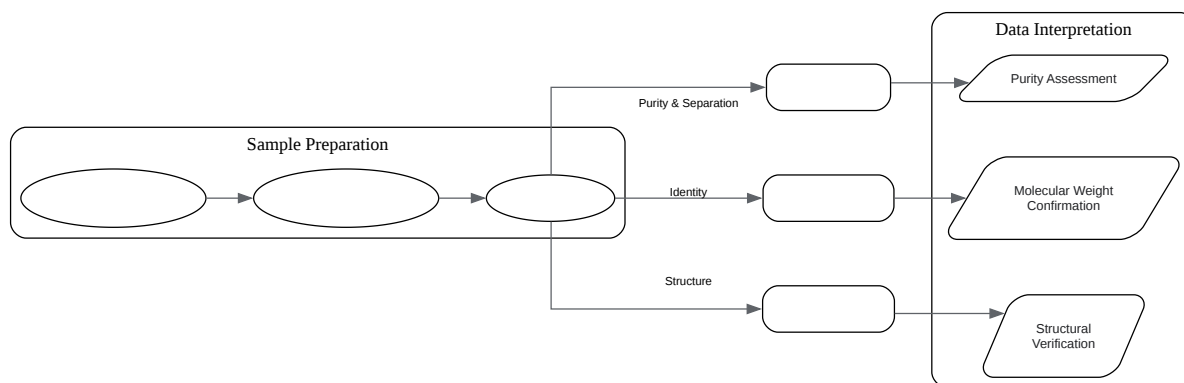 Data Interpretation
Purity Assessment
Purity & Separation
Sample Preparation
Identity
Molecular Weight
Confirmation
Structure
Structural
Verification